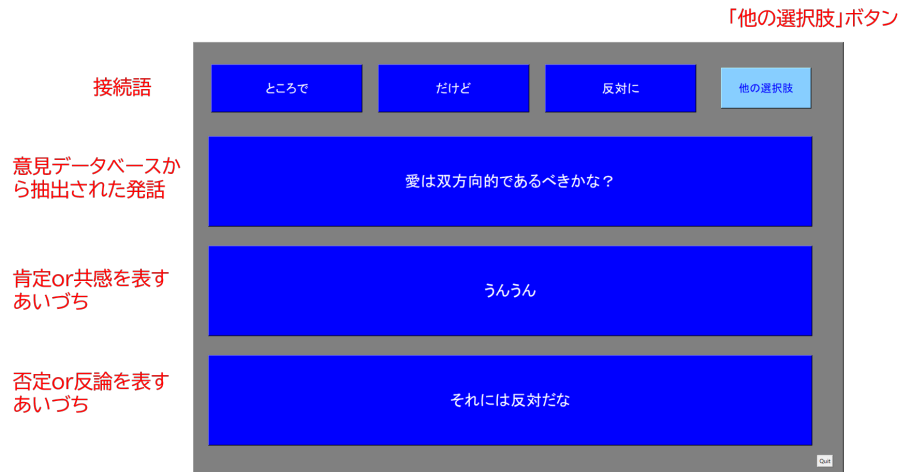 「他の選択肢」ボタン
接続語
ところで
だけど
反対に
他の選択肢
意見データベースか
ら抽出された発話
愛は双方向的であるべきかな？
肯定or共感を表す
あいづち
うんうん
否定or反論を表す
あいづち
それには反対だな
Quit